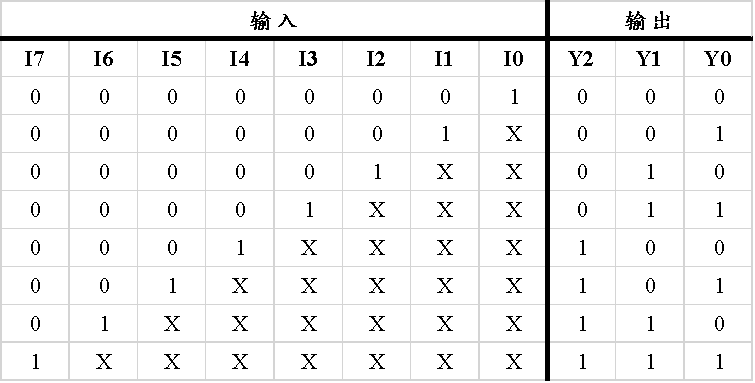 输入 输出
I7 I6 I5 I4 I3 I2 I1 I0 Y2 Y1 Y0
0 0 0 0 0 0 0 1 0 0 0
0 0 0 0 0 0 1 X 0 0 1
0 0 0 0 0 1 X X 0 1 0
0 0 0 0 1 X X X 0 1 1
0 0 0 1 X X X X 1 0 0
0 0 1 X X X X X 1 0 1
0 1 X X X X X X 1 1 0
1 X X X X X X X 1 1 1